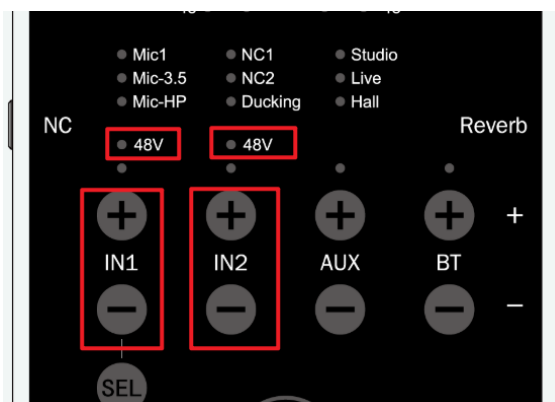 Mic1 NC1 Studio
Mic-3.5 NC2 Live
Mic-HP Ducking Hall
NC Reverb
48V 48V
+ + + + +
IN1 IN2 AUX BT
− − − − −
SEL